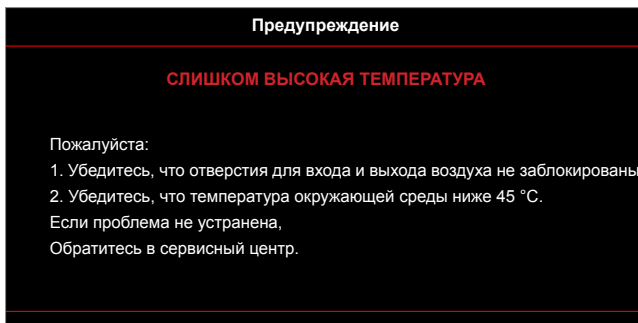 Предупреждение
СЛИШКОМ ВЫСОКАЯ ТЕМПЕРАТУРА
Пожалуйста:
1. Убедитесь, что отверстия для входа и выхода воздуха не заблокированы
2. Убедитесь, что температура окружающей среды ниже 45 °C.
Если проблема не устранена,
Обратитесь в сервисный центр.